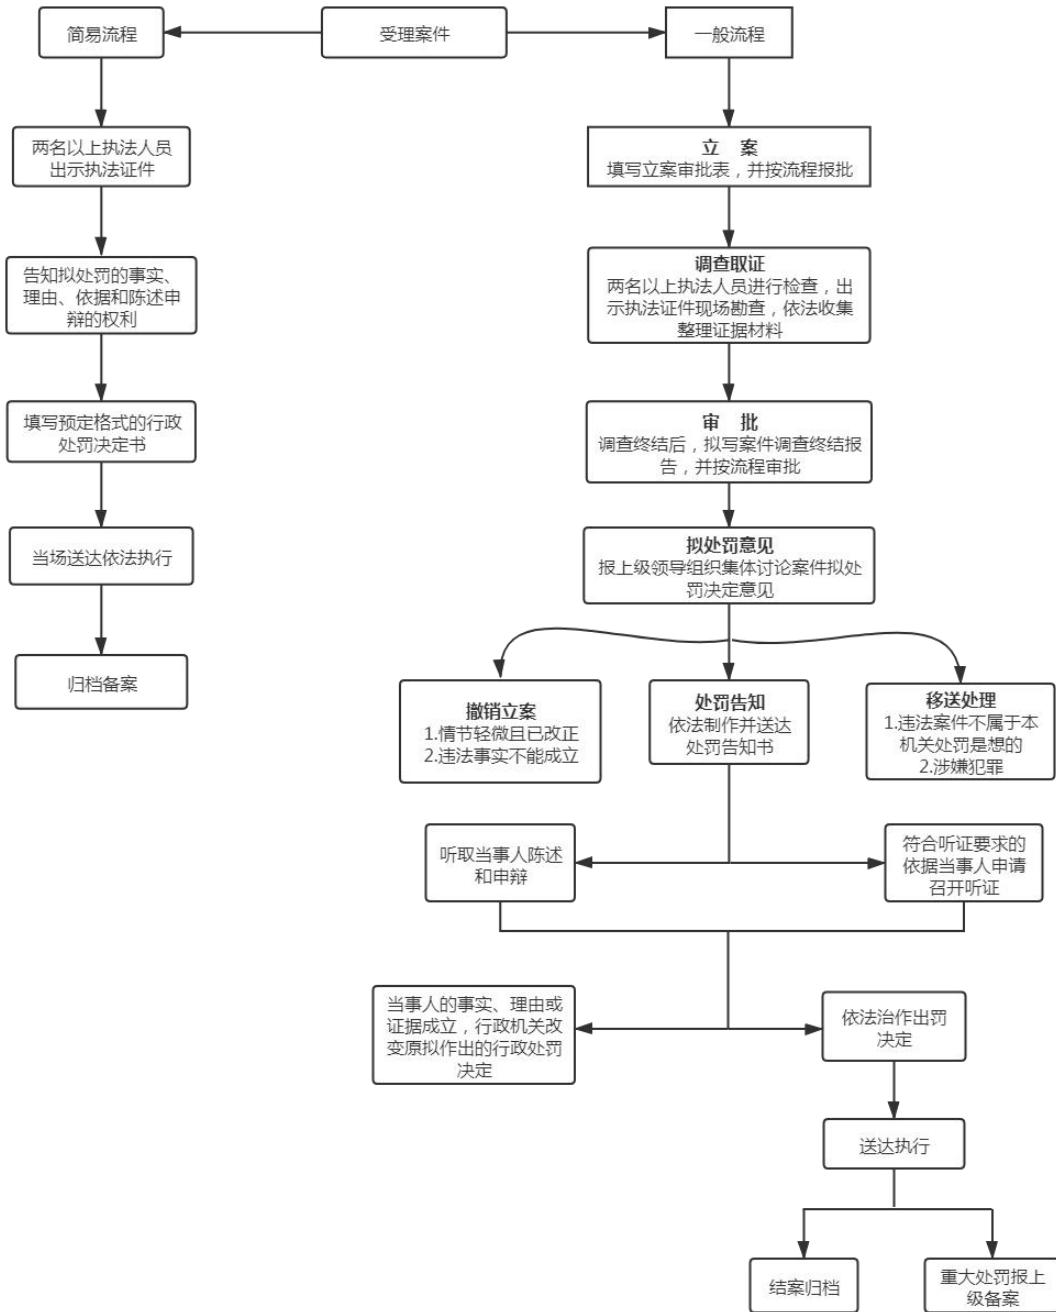 简易流程
受理案件
一般流程
两名以上执法人员
出示执法证件
告知拟处罚的事实、
理由、依据和陈述申
辩的权利
填写预定格式的行政
处罚决定书
当场送达依法执行
归档备案
立 案
填写立案审批表，并按流程报批
调查取证
两名以上执法人员进行检查，出
示执法证件现场勘查，依法收集
整理证据材料
审 批
调查终结后，拟写案件调查终结报
告，并按流程审批
拟处罚意见
报上级领导组织集体讨论案件拟处
罚决定意见
撤销立案
1.情节轻微且已改正
2.违法事实不能成立
处罚告知
依法制作并送达
处罚告知书
移送处理
1.违法案件不属于本
机关处罚是想的
2.涉嫌犯罪
听取当事人陈述
和申辩
符合听证要求的
依据当事人申请
召开听证
当事人的事实、理由或
证据成立，行政机关改
变原拟作出的行政处罚
决定
依法治作出罚
决定
送达执行
结案归档
重大处罚报上
级备案